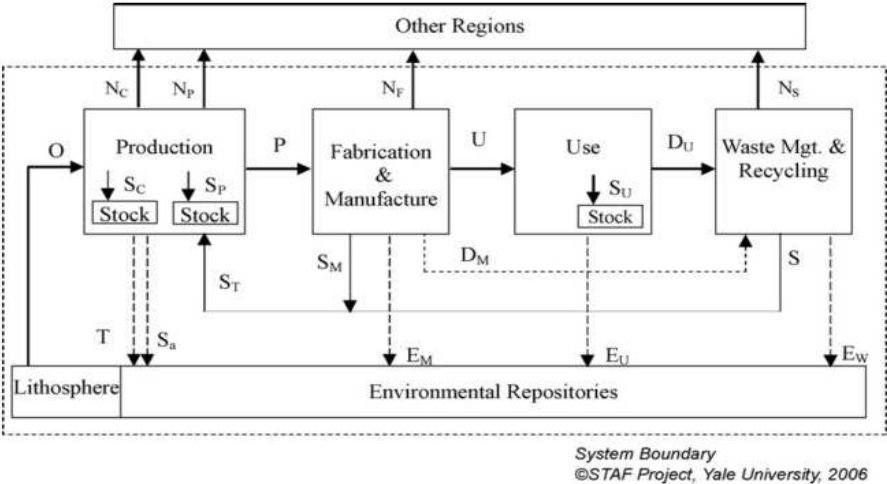 Other Regions
N_C
N_P
N_F
N_S
O
Production
P
Fabrication
&
Manufacture
U
Use
D_U
Waste Mgt. &
Recycling
S_C
S_P
S_U
Stock
Stock
Stock
S_T
S_M
D_M
S
T
S_a
E_M
E_U
E_W
Lithosphere
Environmental Repositories
System Boundary
©STAF Project, Yale University, 2006